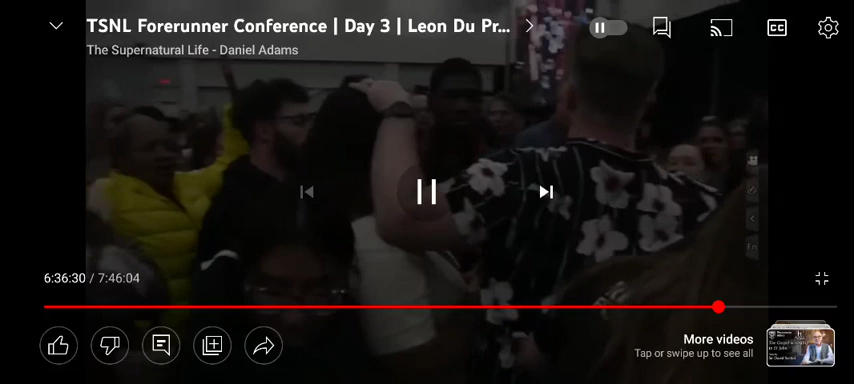 TSNL Forerunner Conference | Day 3 | Leon Du Pr...
The Supernatural Life - Daniel Adams
CC
6:36:30 / 7:46:04
More videos
Tap or swipe up to see all